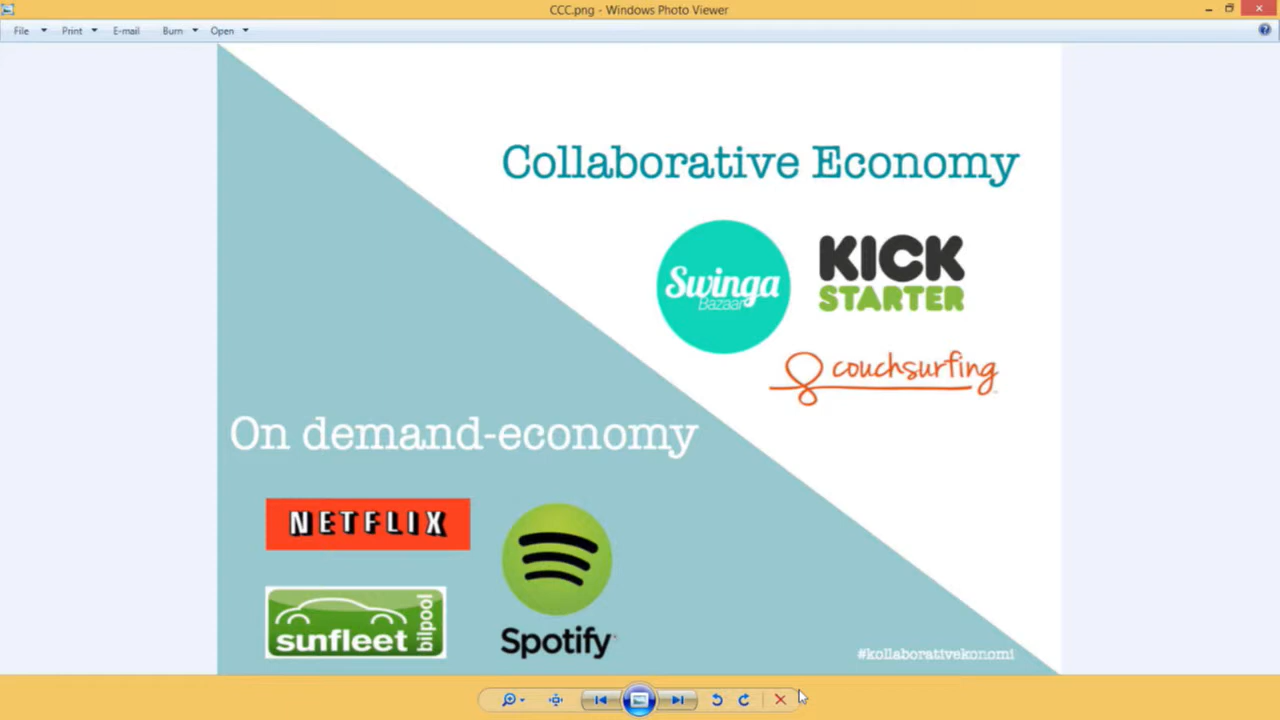 CCC.png - Windows Photo Viewer
File Print E-mail Burn Open
Collaborative Economy
Swinga
Bazaar
KICK
STARTER
couchsurfing
On demand-economy
NETFLIX
sunfleet bilpool
Spotify
#kollaborativekonomi